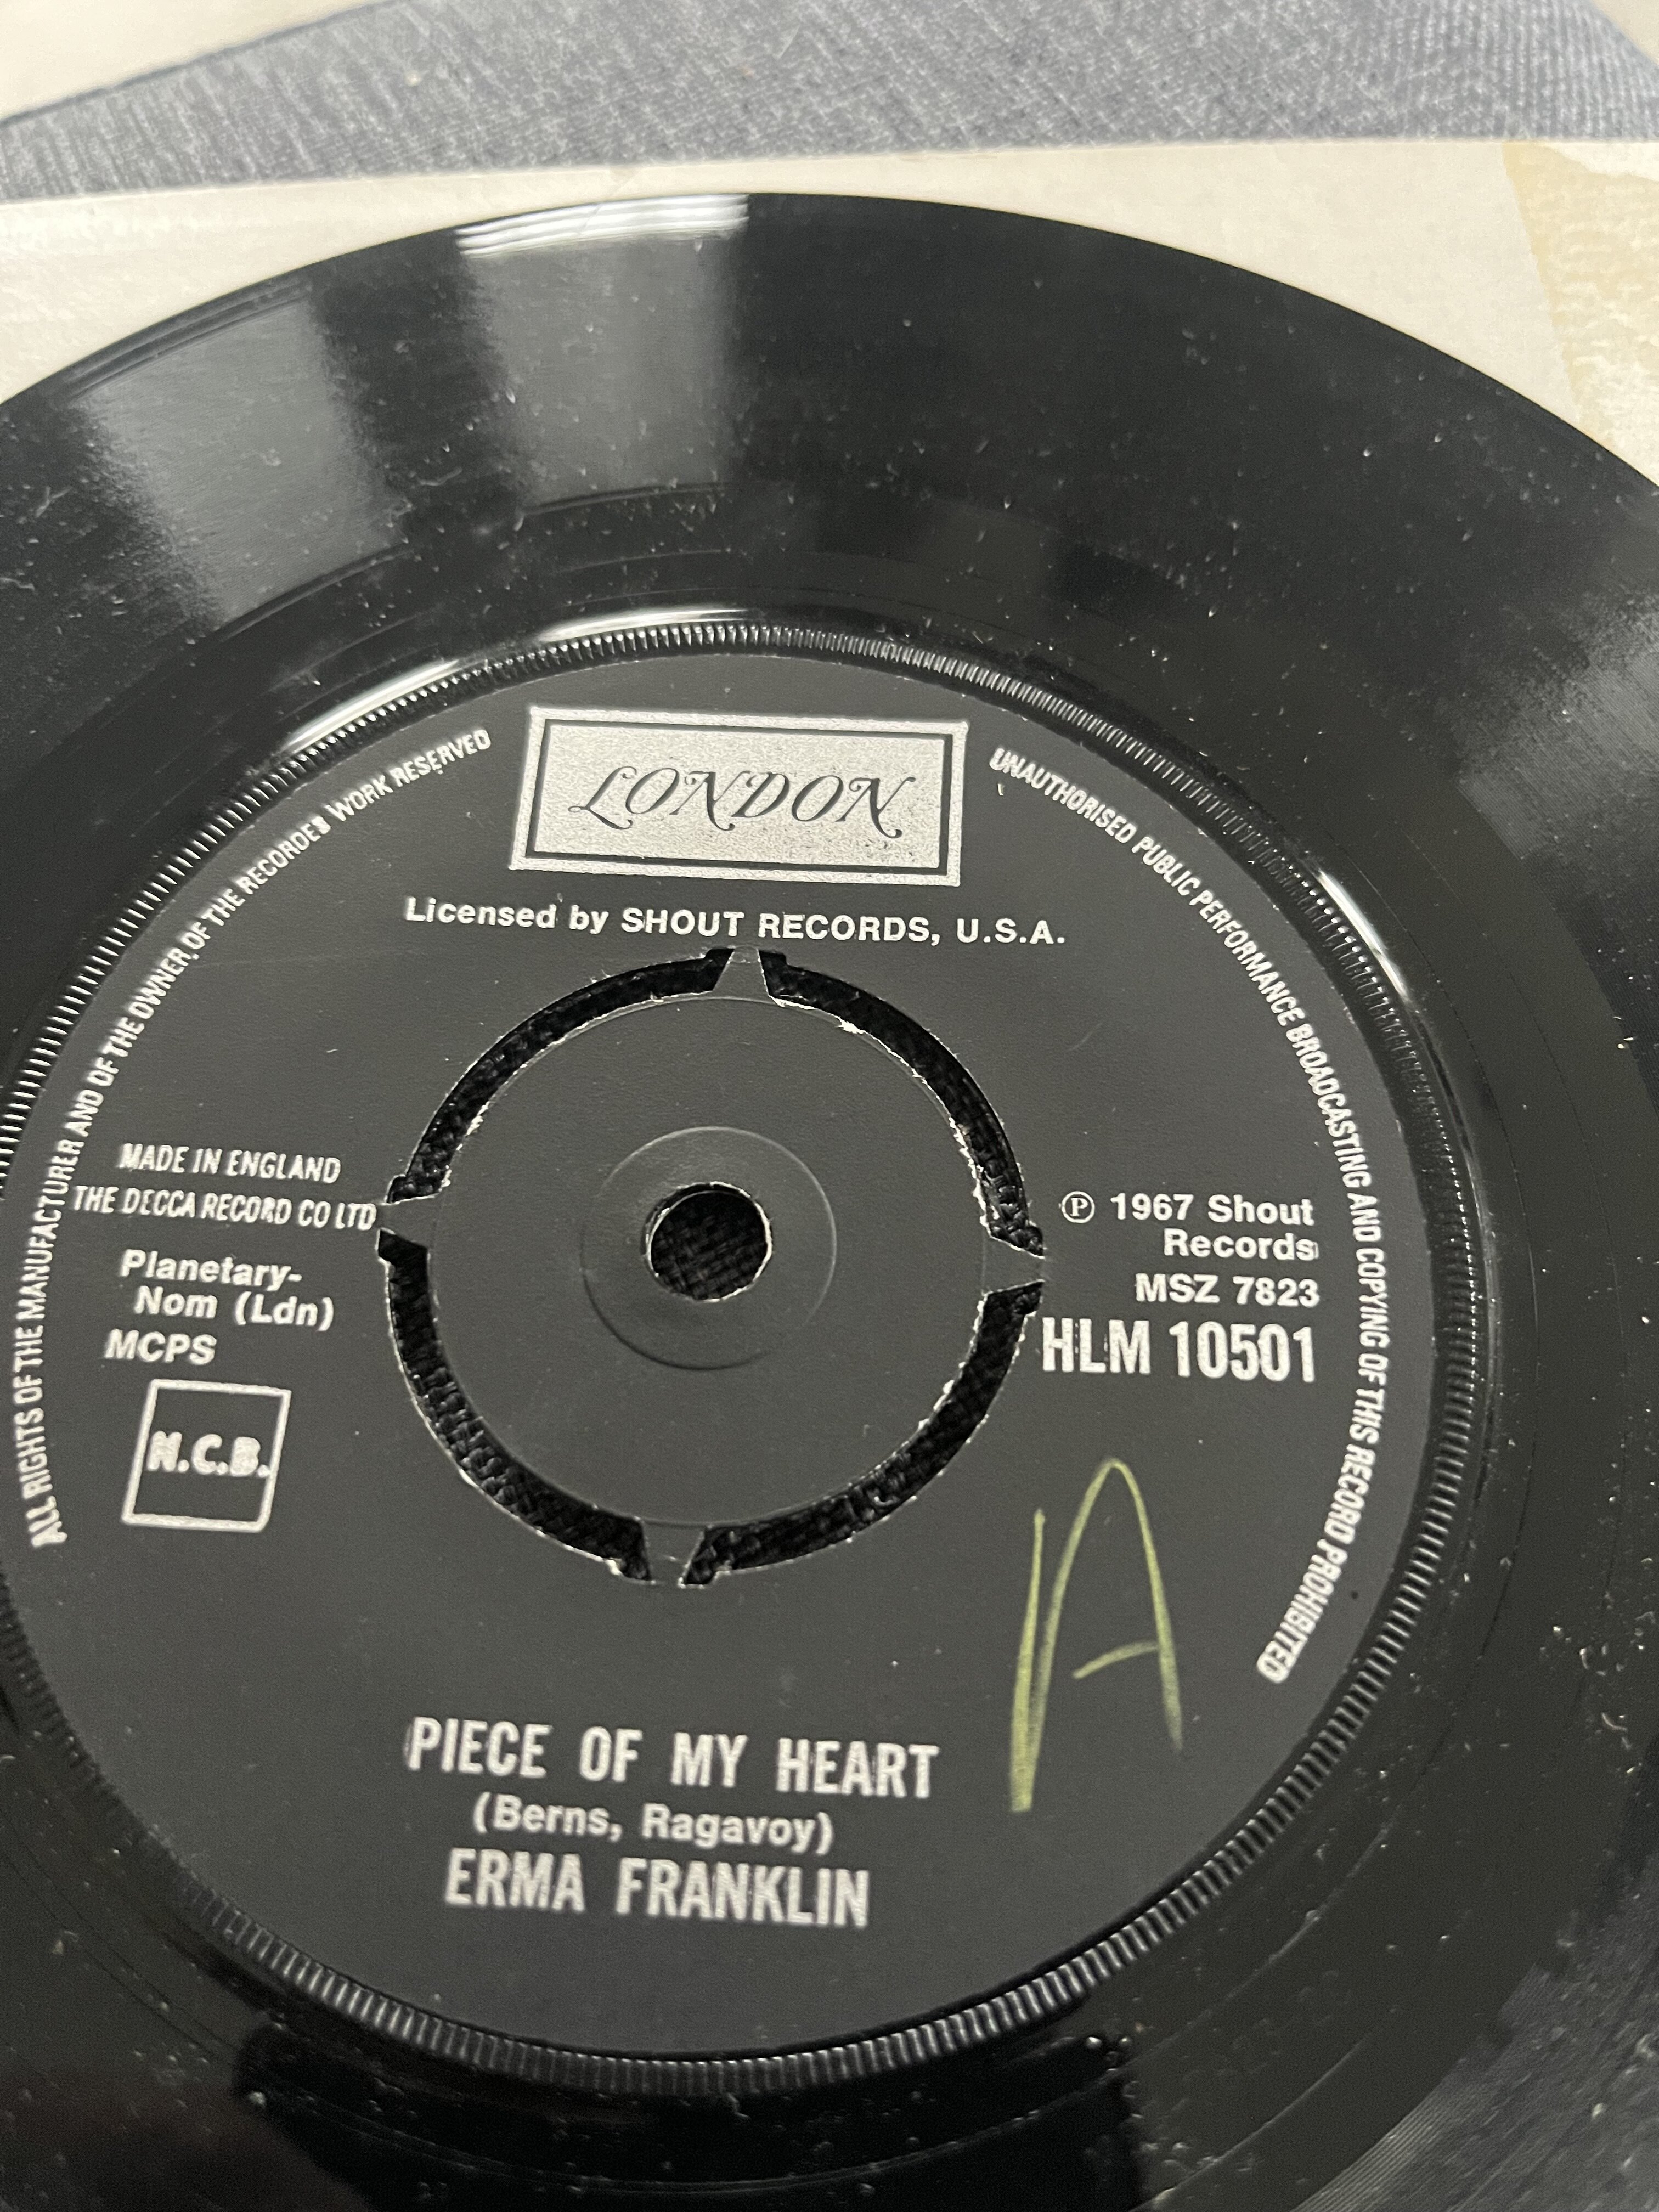 LONDON
Licensed by SHOUT RECORDS, U.S.A.
ALL RIGHTS OF THE MANUFACTURER AND OF THE OWNER OF THE RECORDED WORK RESERVED
UNAUTHORISED PUBLIC PERFORMANCE BROADCASTING AND COPYING OF THIS RECORD PROHIBITED
MADE IN ENGLAND
THE DECCA RECORD CO LTD
Planetary-
Nom (Ldn)
MCPS
N.C.B.
℗ 1967 Shout
Records
MSZ 7823
HLM 10501
A
PIECE OF MY HEART
(Berns, Ragavoy)
ERMA FRANKLIN